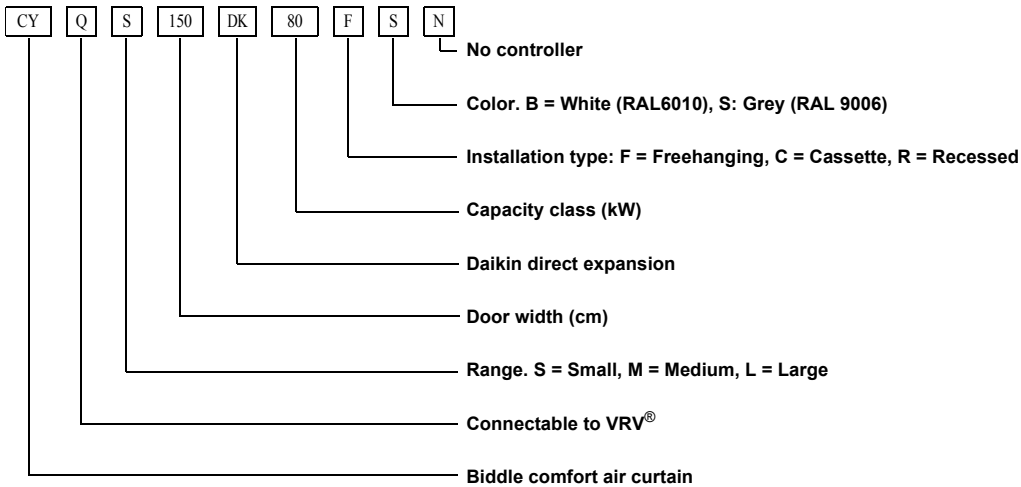 CY Q S 150 DK 80 F S N
No controller
Color. B = White (RAL6010), S: Grey (RAL 9006)
Installation type: F = Freehanging, C = Cassette, R = Recessed
Capacity class (kW)
Daikin direct expansion
Door width (cm)
Range. S = Small, M = Medium, L = Large
Connectable to VRV®
Biddle comfort air curtain